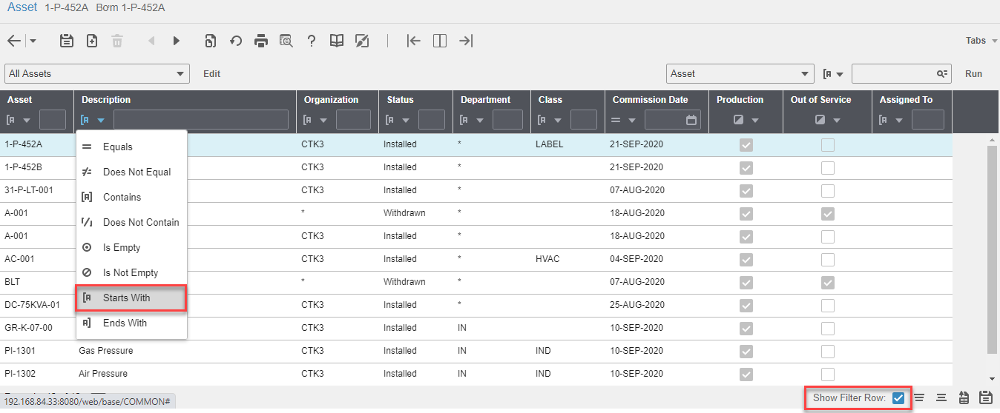 Asset 1-P-452A Bơm 1-P-452A
Tabs
All Assets Edit Asset Run
Asset Description Organization Status Department Class Commission Date Production Out of Service Assigned To
1-P-452A CTK3 Installed * LABEL 21-SEP-2020
Equals
1-P-452B CTK3 Installed * 21-SEP-2020
Does Not Equal
31-P-LT-001 CTK3 Installed * 07-AUG-2020
Contains
A-001 * Withdrawn * 18-AUG-2020
Does Not Contain
A-001 CTK3 Installed * 18-AUG-2020
Is Empty
AC-001 CTK3 Installed * HVAC 04-SEP-2020
Is Not Empty
BLT * Withdrawn * 07-AUG-2020
Starts With
DC-75KVA-01 CTK3 Installed * 25-AUG-2020
Ends With
GR-K-07-00 CTK3 Installed IN 10-SEP-2020
PI-1301 Gas Pressure CTK3 Installed IN IND 10-SEP-2020
PI-1302 Air Pressure CTK3 Installed IN IND 10-SEP-2020
Show Filter Row:
192.168.84.33:8080/web/base/COMMON#